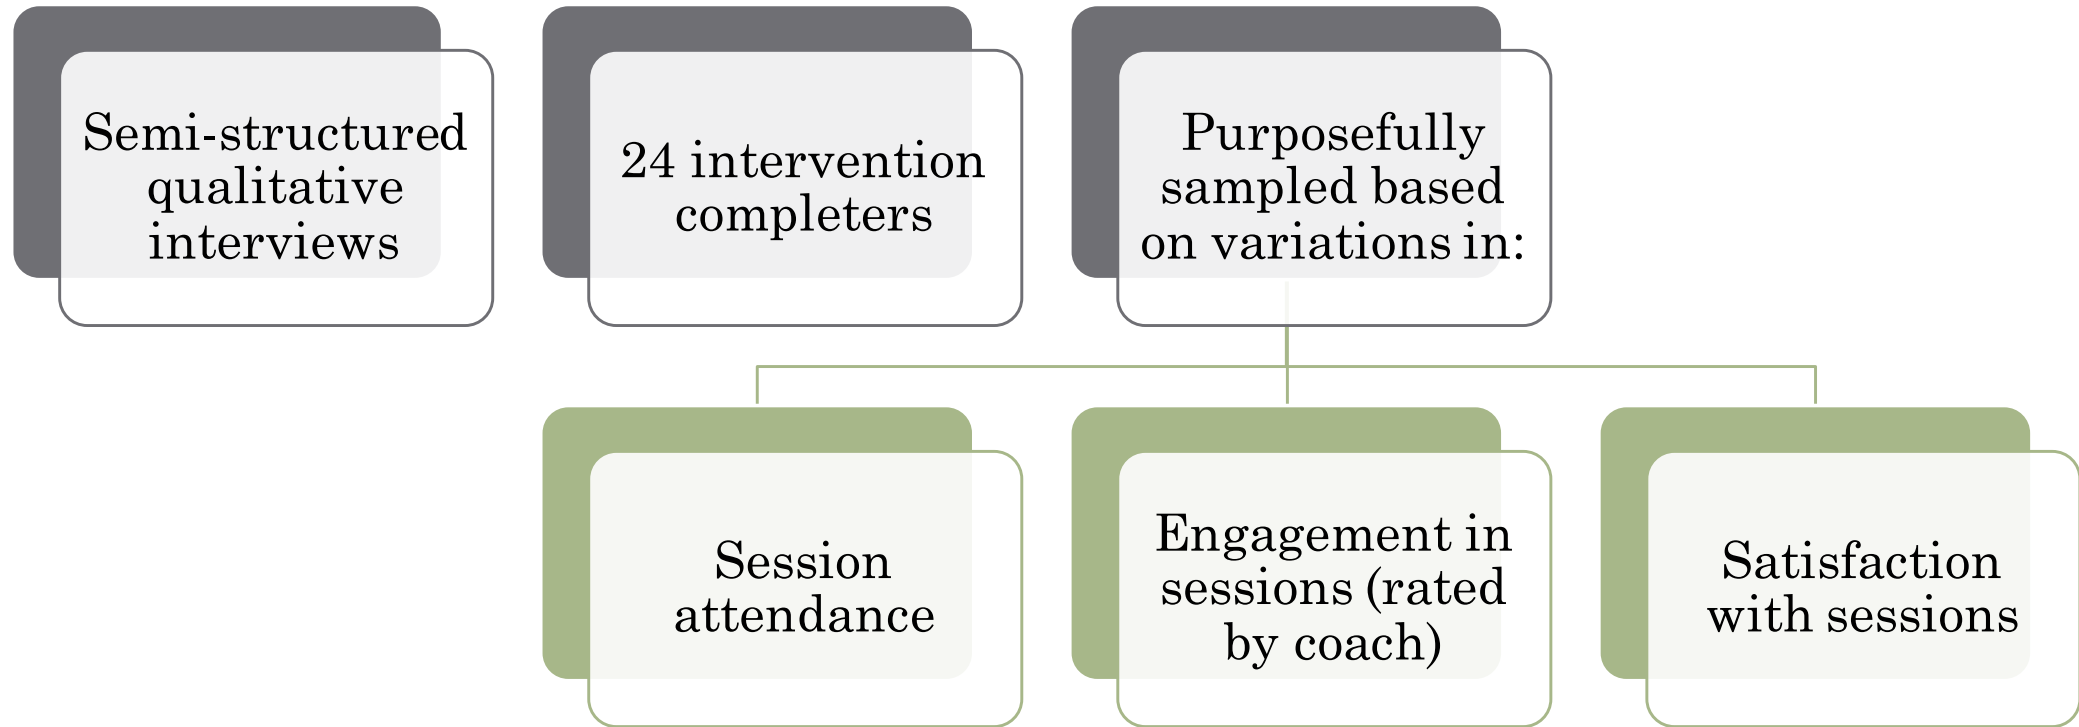 Semi-structured
qualitative
interviews
24 intervention
completers
Purposefully
sampled based
on variations in:
Session
attendance
Engagement in
sessions (rated
by coach)
Satisfaction
with sessions